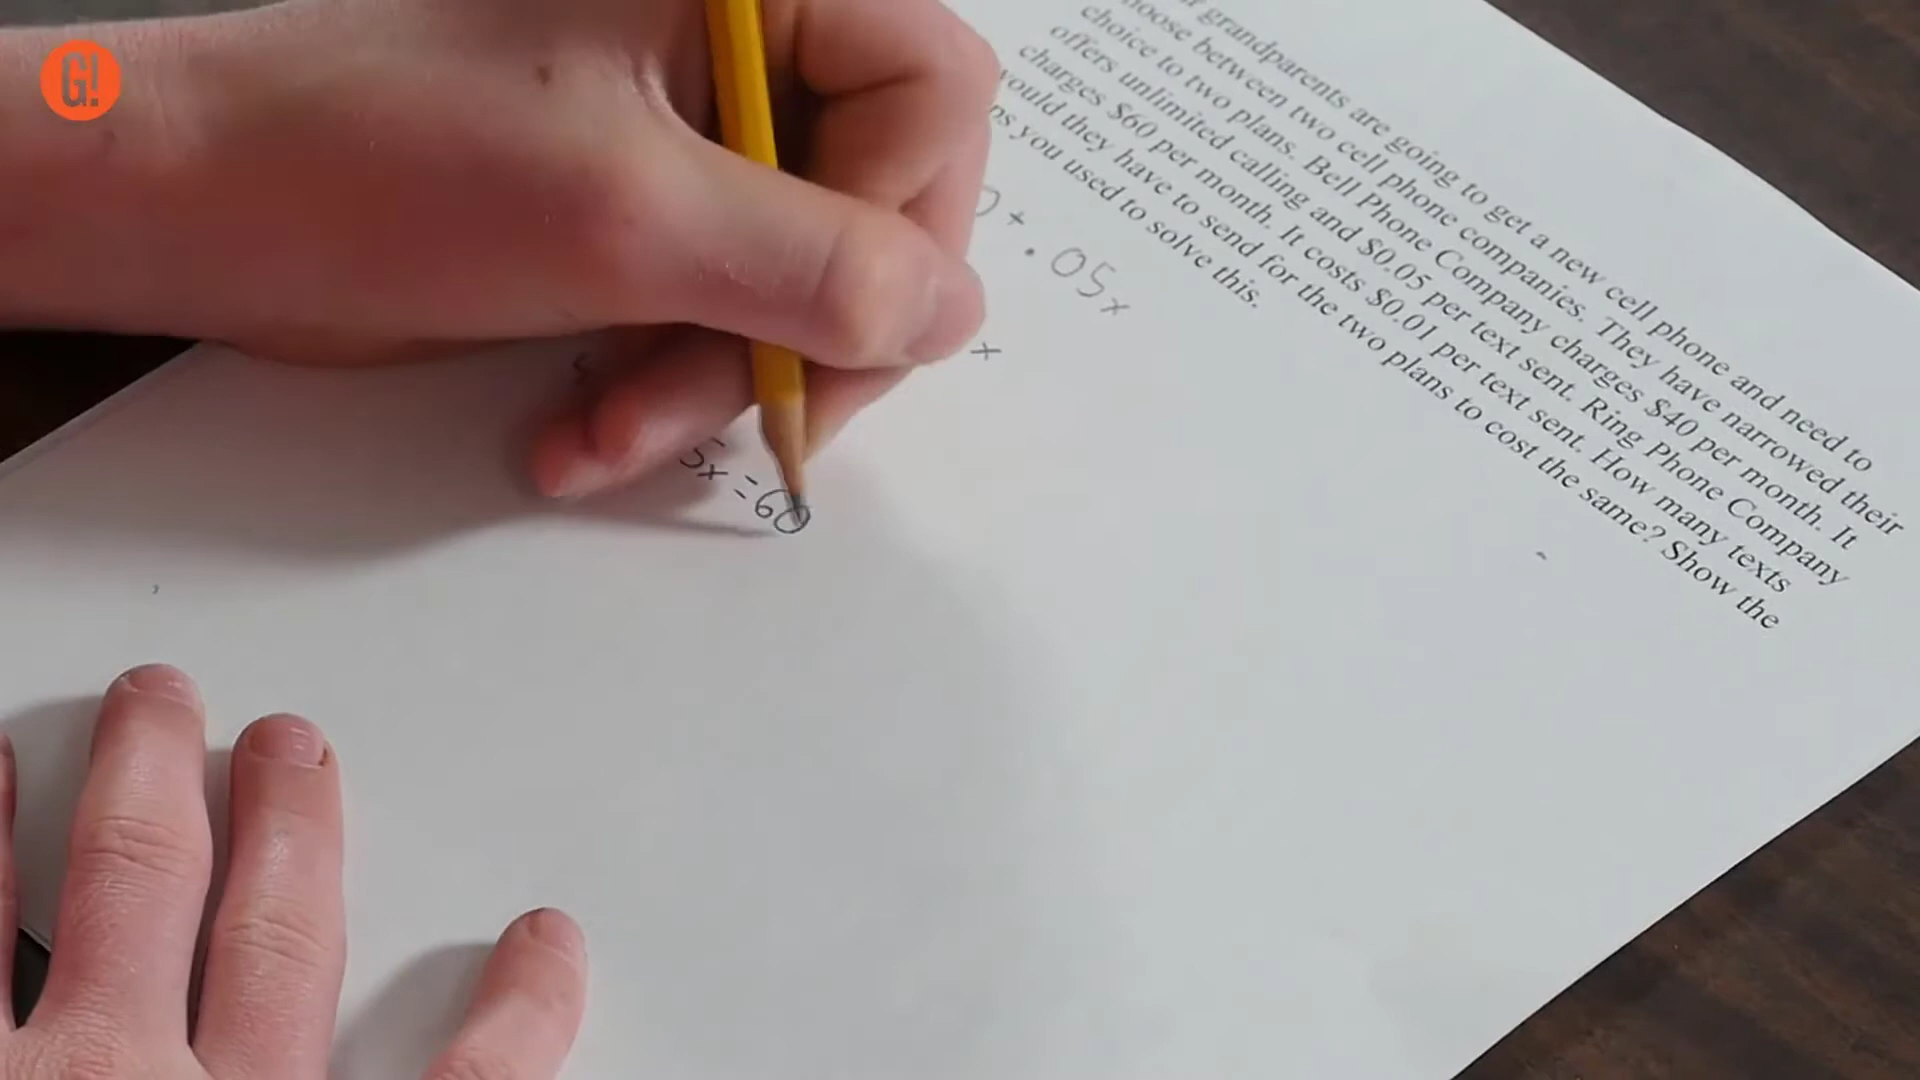 G!
grandparents are going to get a new cell phone and need to
choose between two cell phone companies. They have narrowed their
choice to two plans. Bell Phone Company charges $40 per month. It
offers unlimited calling and $0.05 per text sent. Ring Phone Company
charges $60 per month. It costs $0.01 per text sent. How many texts
would they have to send for the two plans to cost the same? Show the
you used to solve this.
0 + .05x
x
5x = 60